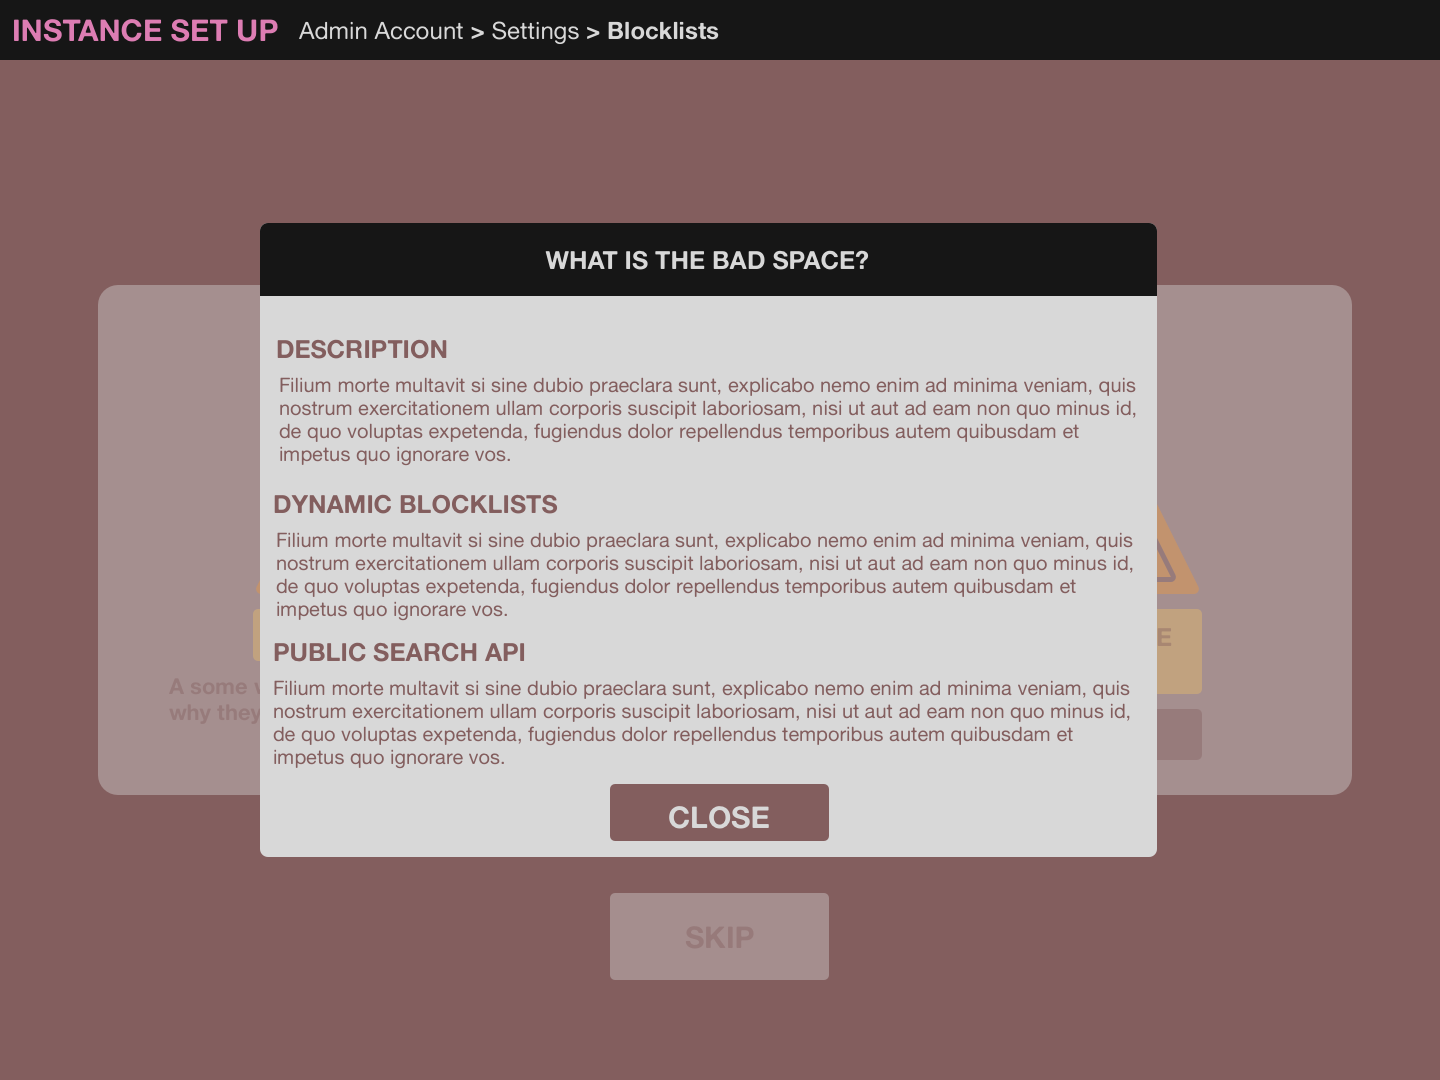 INSTANCE SET UP Admin Account > Settings > Blocklists
WHAT IS THE BAD SPACE?
DESCRIPTION
Filium morte multavit si sine dubio praeclara sunt, explicabo nemo enim ad minima veniam, quis
nostrum exercitationem ullam corporis suscipit laboriosam, nisi ut aut ad eam non quo minus id,
de quo voluptas expetenda, fugiendus dolor repellendus temporibus autem quibusdam et
impetus quo ignorare vos.
DYNAMIC BLOCKLISTS
Filium morte multavit si sine dubio praeclara sunt, explicabo nemo enim ad minima veniam, quis
nostrum exercitationem ullam corporis suscipit laboriosam, nisi ut aut ad eam non quo minus id,
de quo voluptas expetenda, fugiendus dolor repellendus temporibus autem quibusdam et
impetus quo ignorare vos.
PUBLIC SEARCH API
Filium morte multavit si sine dubio praeclara sunt, explicabo nemo enim ad minima veniam, quis
nostrum exercitationem ullam corporis suscipit laboriosam, nisi ut aut ad eam non quo minus id,
de quo voluptas expetenda, fugiendus dolor repellendus temporibus autem quibusdam et
impetus quo ignorare vos.
A some
why they
CLOSE
SKIP